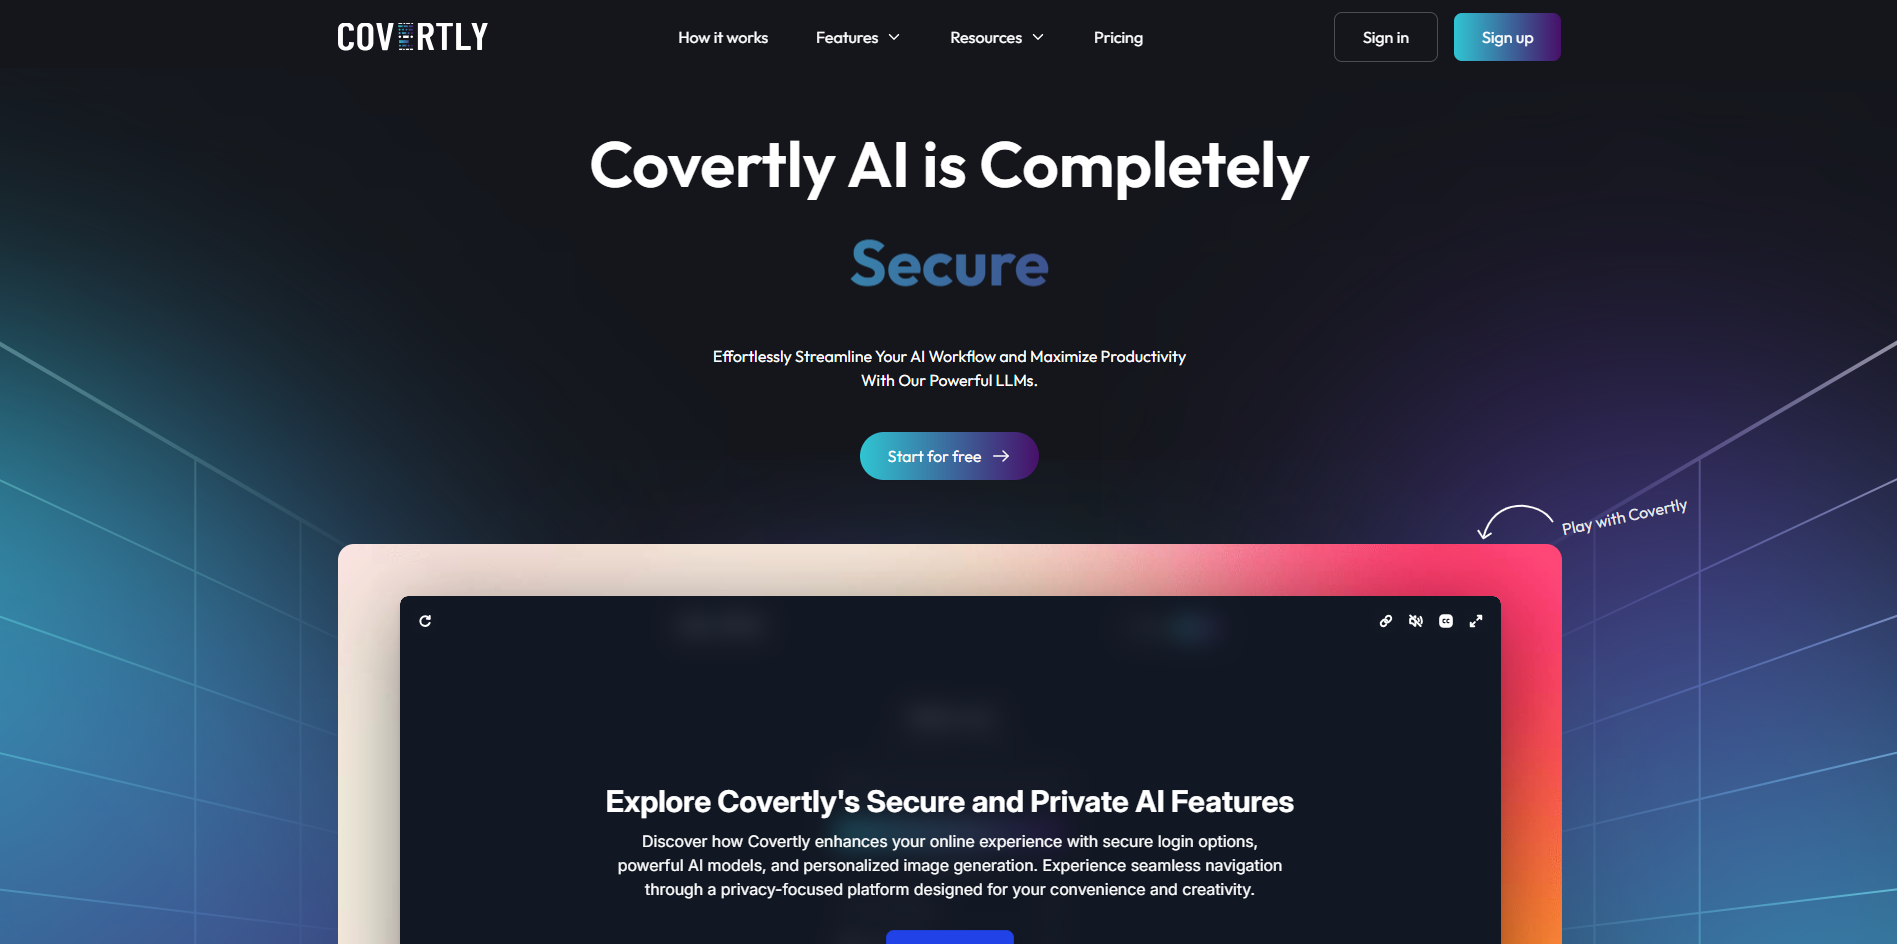 COVERTLY
How it works
Features
Resources
Pricing
Sign in
Sign up
Covertly AI is Completely
Secure
Effortlessly Streamline Your AI Workflow and Maximize Productivity
With Our Powerful LLMs.
Start for free
Play with Covertly
CC
Explore Covertly's Secure and Private AI Features
Discover how Covertly enhances your online experience with secure login options,
powerful AI models, and personalized image generation. Experience seamless navigation
through a privacy-focused platform designed for your convenience and creativity.